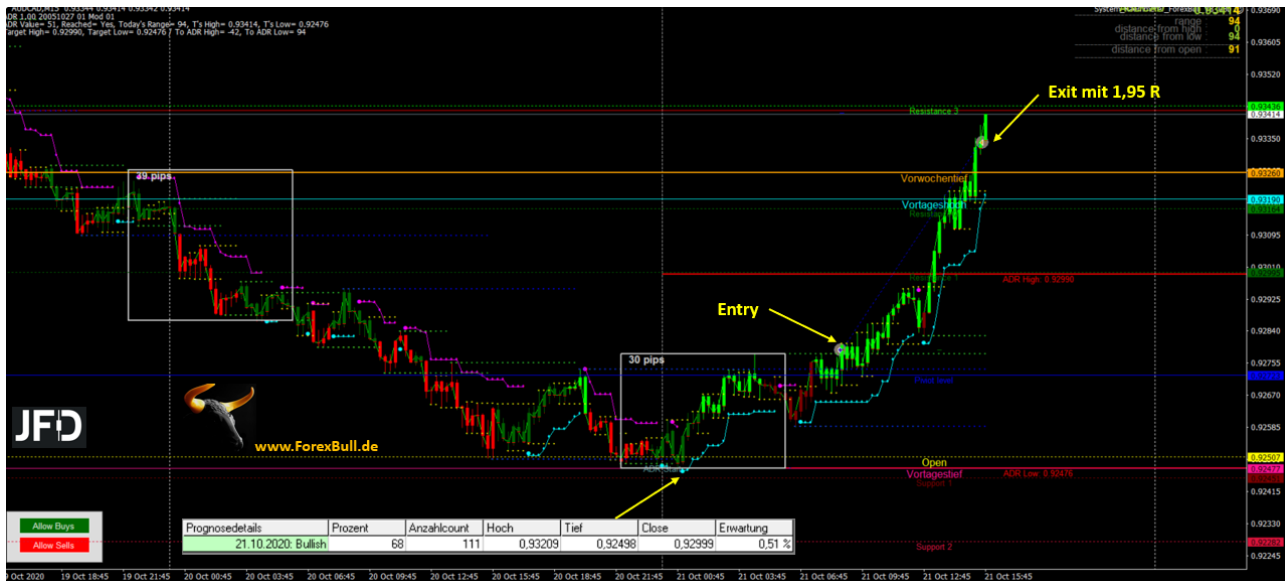 AUDCAD,M15 0.93344 0.93414 0.93342 0.93414
ADR 1.00 20051027 01 Mod 01
ADR Value= 51, Reached= Yes, Today's Range= 94, T's High= 0.93414, T's Low= 0.92476
Target High= 0.92990, Target Low= 0.92476 / To ADR High= -42, To ADR Low= 94
0.93414
range 94
distance from high 0
distance from low 94
distance from open 91
Exit mit 1,95 R
Resistance 3
39 pips
Vorwochentief
Vortageshoch
ADR High: 0.92990
Entry
30 pips
Pivot level
JFD
www.ForexBull.de
Open
Vortagestief
ADR Low: 0.92476
Support 1
Support 2
Allow Buys
Allow Sells
Prognosedetails Prozent Anzahlcount Hoch Tief Close Erwartung
21.10.2020: Bullish 68 111 0,93209 0,92498 0,92999 0,51 %
0.93690
0.93605
0.93520
0.93436
0.93414
0.93350
0.93260
0.93190
0.93095
0.93010
0.92925
0.92840
0.92755
0.92670
0.92585
0.92507
0.92477
0.92415
0.92330
0.92282
0.92245
Oct 2020 19 Oct 18:45 19 Oct 21:45 20 Oct 00:45 20 Oct 03:45 20 Oct 06:45 20 Oct 09:45 20 Oct 12:45 20 Oct 15:45 20 Oct 18:45 20 Oct 21:45 21 Oct 00:45 21 Oct 03:45 21 Oct 06:45 21 Oct 09:45 21 Oct 12:45 21 Oct 15:45